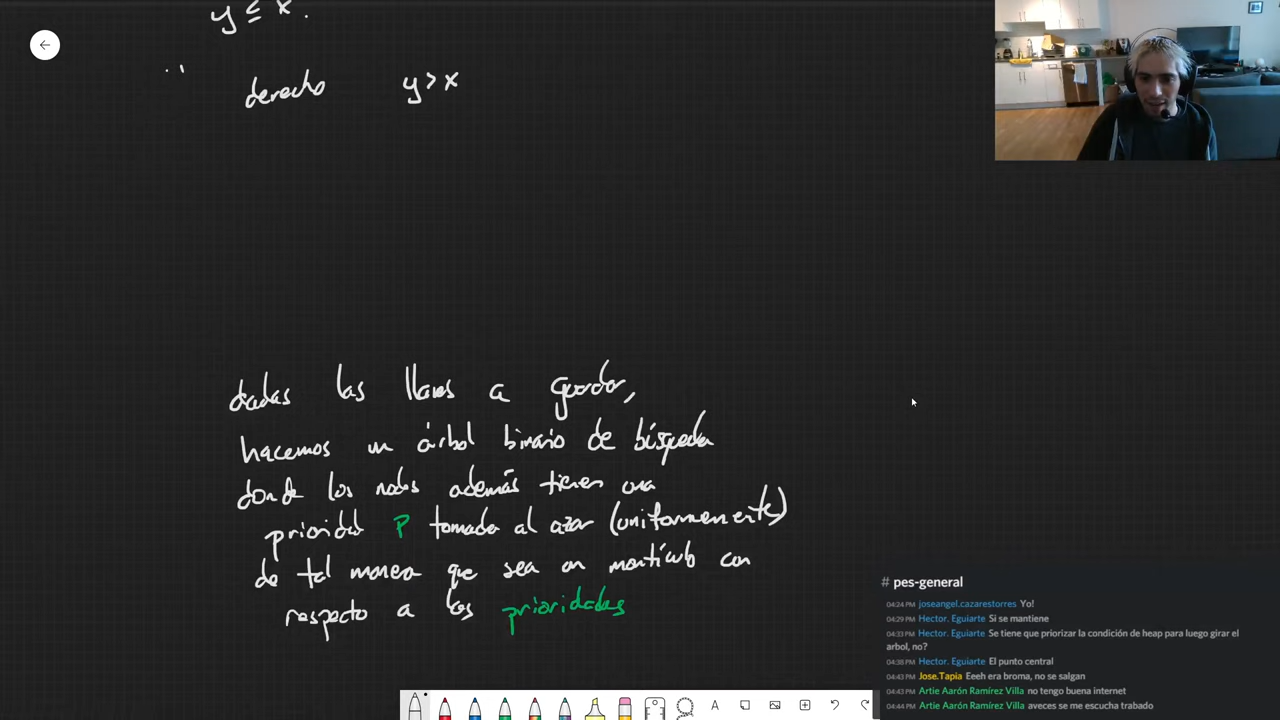 y ≤ x.
derecho y > x
dadas las llaves a guardar,
hacemos un árbol binario de búsqueda
donde los nodos además tienen una
prioridad P tomada al azar (uniformemente)
de tal manera que sea un montículo con
respecto a las prioridades
# pes-general
04:24 PM joseangel.cazarestorres Yo!
04:29 PM Hector. Eguiarte Si se mantiene
04:33 PM Hector. Eguiarte Se tiene que priorizar la condición de heap para luego girar el
arbol, no?
04:38 PM Hector. Eguiarte El punto central
04:43 PM Jose.Tapia Eeeh era broma, no se salgan
04:43 PM Artie Aarón Ramírez Villa no tengo buena internet
04:44 PM Artie Aarón Ramírez Villa aveces se me escucha trabado